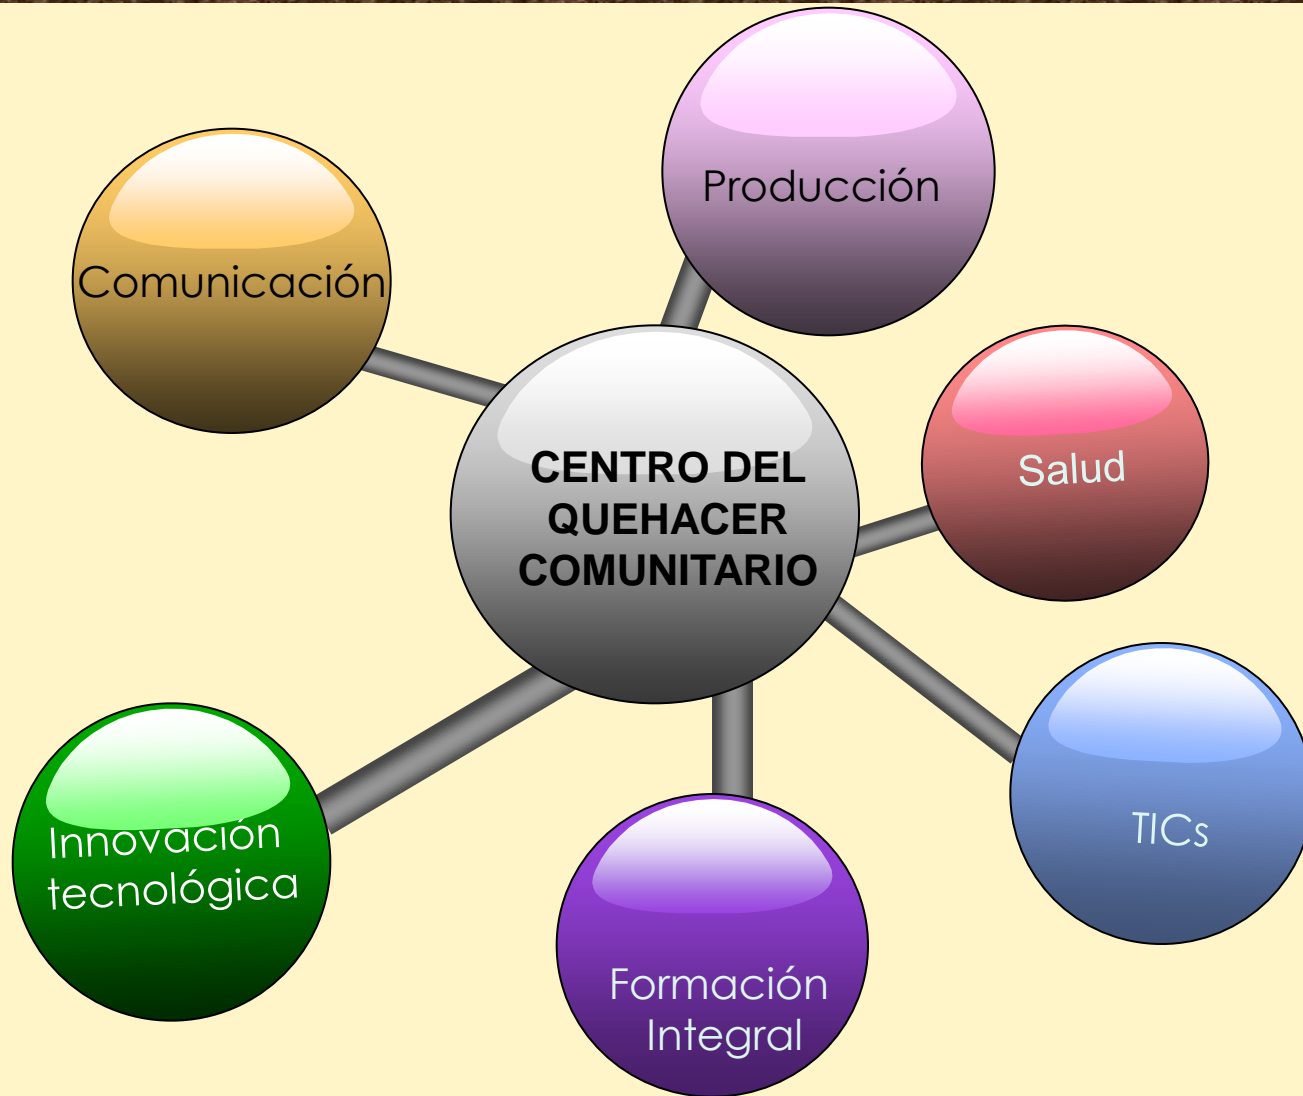 Producción
Comunicación
CENTRO DEL
QUEHACER
COMUNITARIO
Salud
TICs
Innovación
tecnológica
Formación
Integral